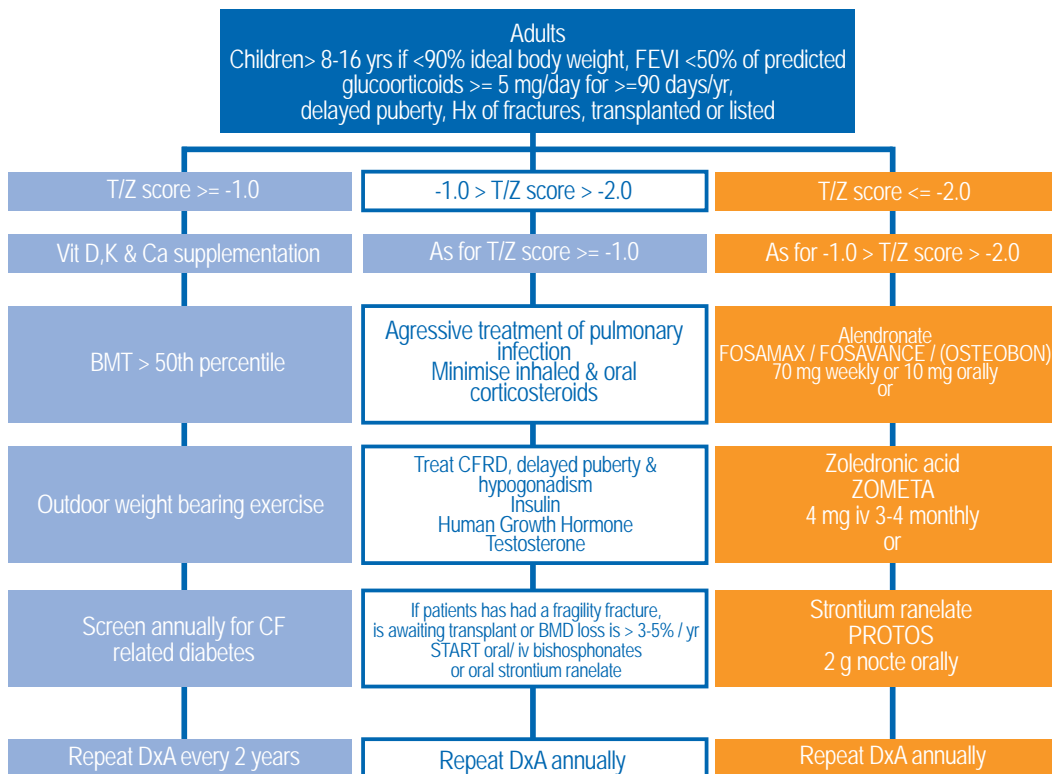 Adults
Children> 8-16 yrs if <90% ideal body weight, FEVI <50% of predicted
glucoorticoids >= 5 mg/day for >=90 days/yr,
delayed puberty, Hx of fractures, transplanted or listed
T/Z score >= -1.0
-1.0 > T/Z score > -2.0
T/Z score <= -2.0
Vit D,K & Ca supplementation
As for T/Z score >= -1.0
As for -1.0 > T/Z score > -2.0
BMT > 50th percentile
Agressive treatment of pulmonary
infection
Minimise inhaled & oral
corticosteroids
Alendronate
FOSAMAX / FOSAVANCE / (OSTEOBON)
70 mg weekly or 10 mg orally
or
Outdoor weight bearing exercise
Treat CFRD, delayed puberty &
hypogonadism
Insulin
Human Growth Hormone
Testosterone
Zoledronic acid
ZOMETA
4 mg iv 3-4 monthly
or
Screen annually for CF
related diabetes
If patients has had a fragility fracture,
is awaiting transplant or BMD loss is > 3-5% / yr
START oral/ iv bishosphonates
or oral strontium ranelate
Strontium ranelate
PROTOS
2 g nocte orally
Repeat DxA every 2 years
Repeat DxA annually
Repeat DxA annually